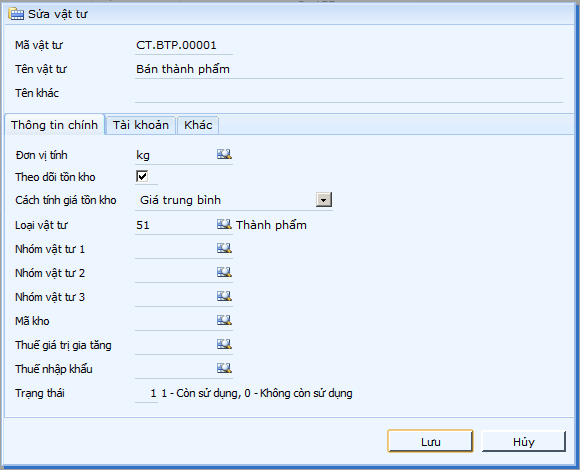 Sửa vật tư
Mã vật tư CT.BTP.00001
Tên vật tư Bán thành phẩm
Tên khác
Thông tin chính Tài khoản Khác
Đơn vị tính kg
Theo dõi tồn kho
Cách tính giá tồn kho Giá trung bình
Loại vật tư 51 Thành phẩm
Nhóm vật tư 1
Nhóm vật tư 2
Nhóm vật tư 3
Mã kho
Thuế giá trị gia tăng
Thuế nhập khẩu
Trạng thái 1 1 - Còn sử dụng, 0 - Không còn sử dụng
Lưu Hủy